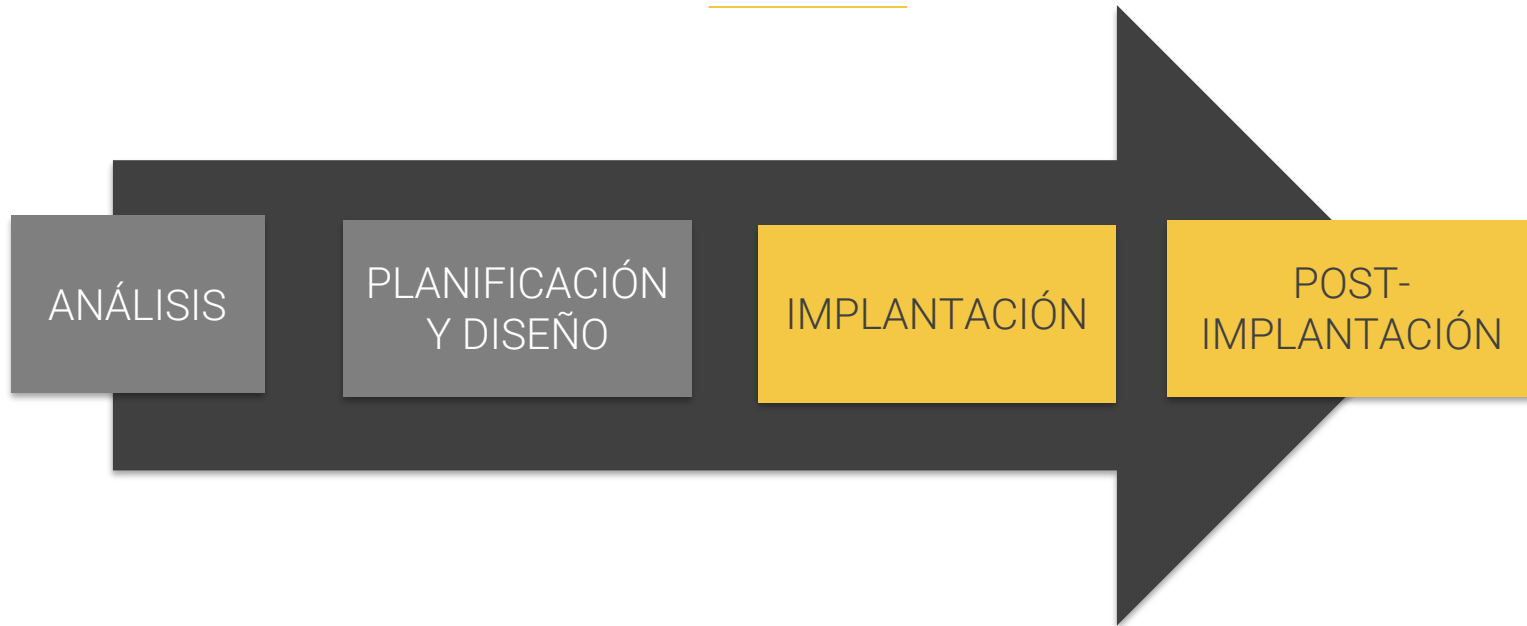 ANÁLISIS
PLANIFICACIÓN
Y DISEÑO
IMPLANTACIÓN
POST-
IMPLANTACIÓN